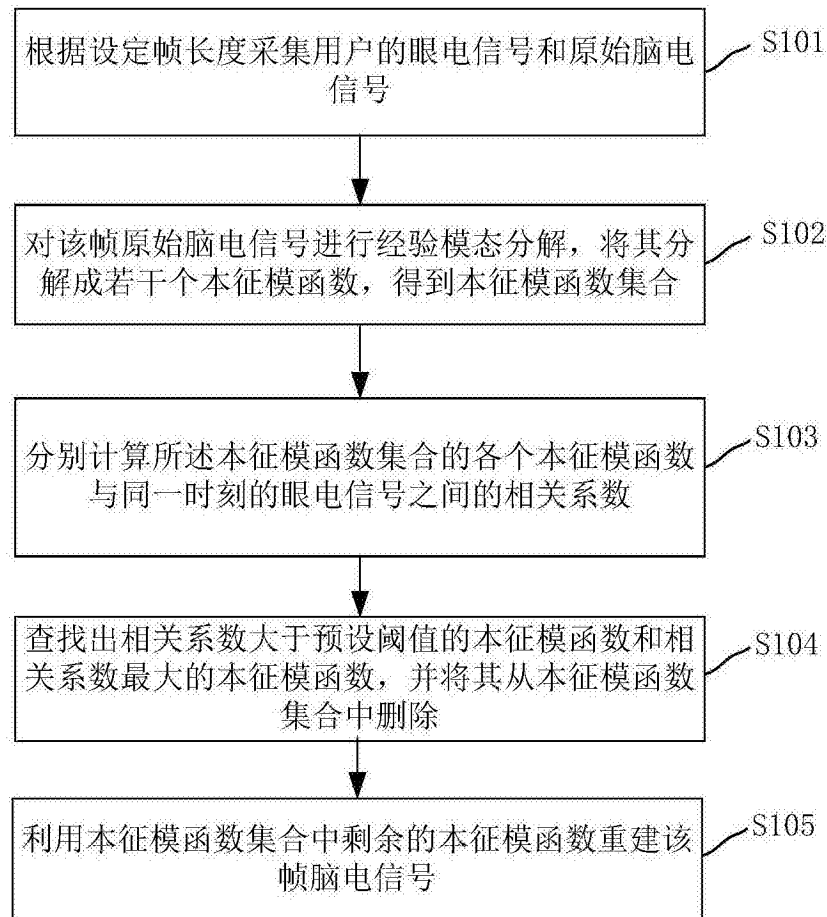 根据设定帧长度采集用户的眼电信号和原始脑电
信号
S101
对该帧原始脑电信号进行经验模态分解，将其分
解成若干个本征模函数，得到本征模函数集合
S102
分别计算所述本征模函数集合的各个本征模函数
与同一时刻的眼电信号之间的相关系数
S103
查找出相关系数大于预设阈值的本征模函数和相
关系数最大的本征模函数，并将其从本征模函数
集合中删除
S104
利用本征模函数集合中剩余的本征模函数重建该
帧脑电信号
S105